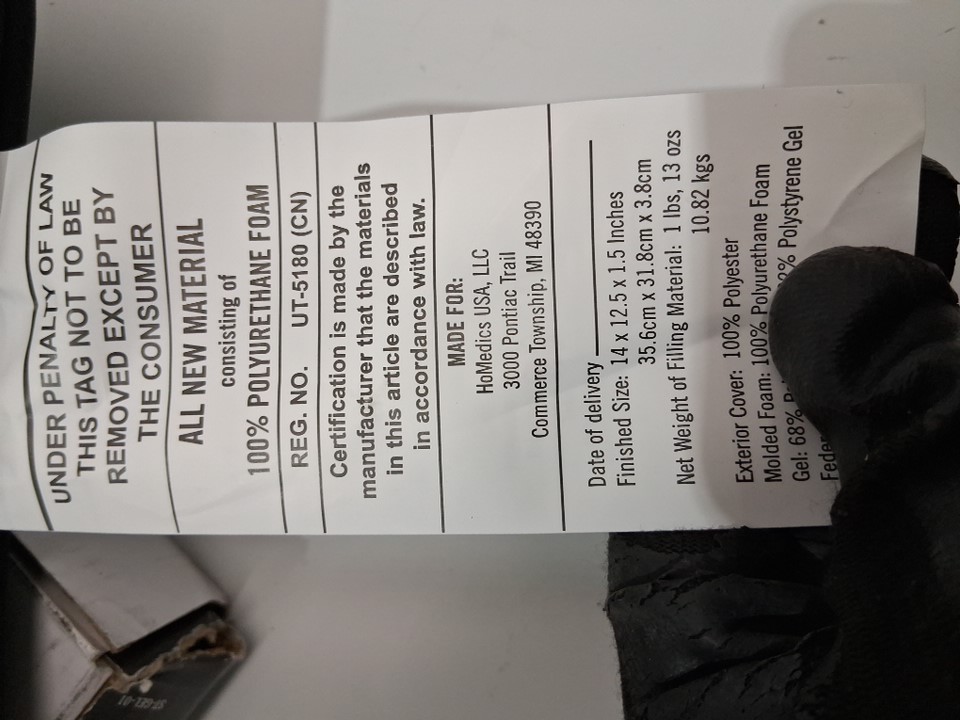 UNDER PENALTY OF LAW
THIS TAG NOT TO BE
REMOVED EXCEPT BY
THE CONSUMER
ALL NEW MATERIAL
consisting of
100% POLYURETHANE FOAM
REG. NO. UT-5180 (CN)
Certification is made by the
manufacturer that the materials
in this article are described
in accordance with law.
MADE FOR:
HoMedics USA, LLC
3000 Pontiac Trail
Commerce Township, MI 48390
Date of delivery
Finished Size: 14 x 12.5 x 1.5 Inches
35.6cm x 31.8cm x 3.8cm
Net Weight of Filling Material: 1 lbs, 13 ozs
10.82 kgs
Exterior Cover: 100% Polyester
Molded Foam: 100% Polyurethane Foam
Gel: 68% Polystyrene Gel
ST-GEL-01